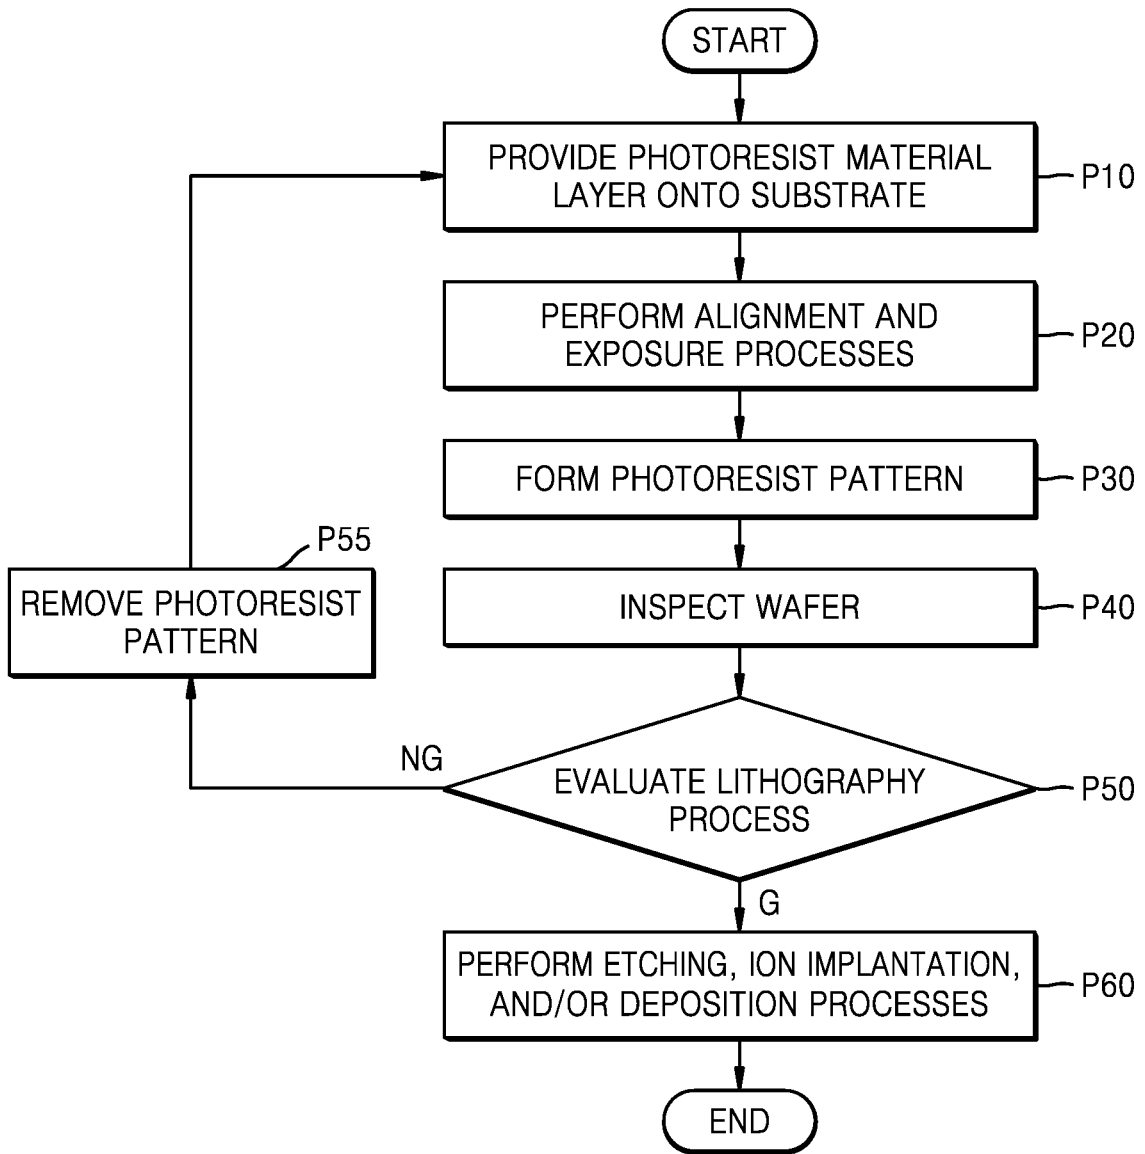 START
PROVIDE PHOTORESIST MATERIAL
LAYER ONTO SUBSTRATE
P10
PERFORM ALIGNMENT AND
EXPOSURE PROCESSES
P20
FORM PHOTORESIST PATTERN
P30
P55
REMOVE PHOTORESIST
PATTERN
INSPECT WAFER
P40
NG
EVALUATE LITHOGRAPHY
PROCESS
P50
G
PERFORM ETCHING, ION IMPLANTATION,
AND/OR DEPOSITION PROCESSES
P60
END